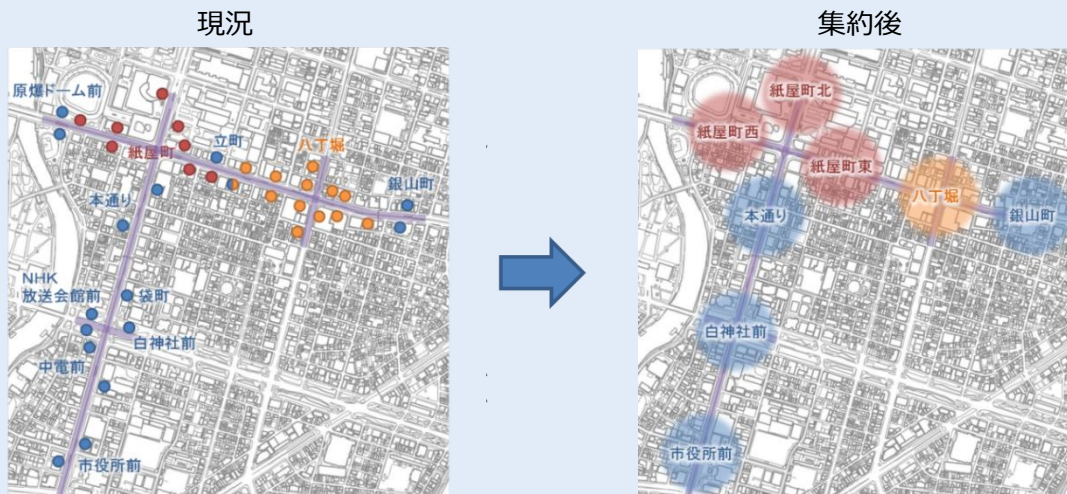 現況
集約後
原爆ドーム前
紙屋町
立町
八丁堀
銀山町
本通り
NHK
放送会館前
袋町
白神社前
中電前
市役所前
紙屋町北
紙屋町西
紙屋町東
八丁堀
銀山町
本通り
白神社前
市役所前